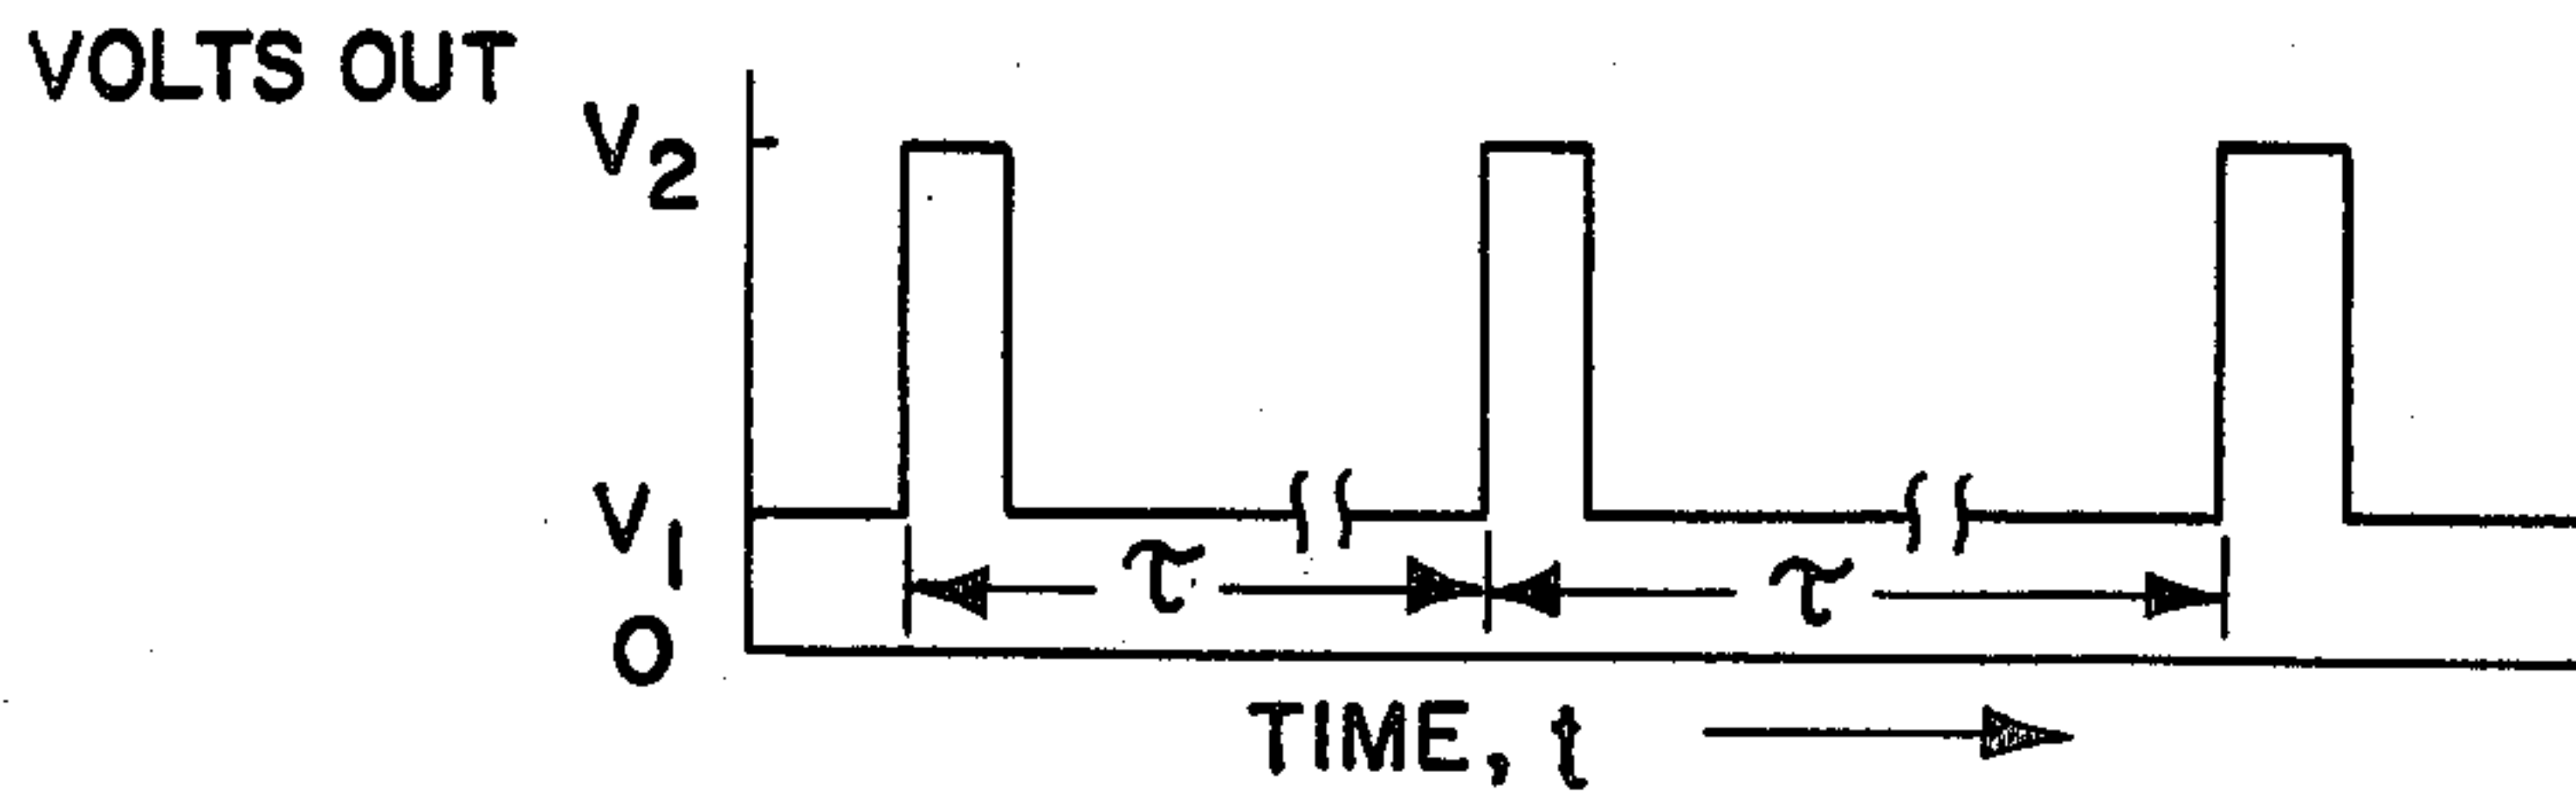 VOLTS OUT
V2
V1
τ τ
0
TIME, t